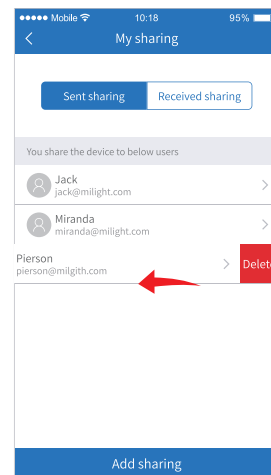 Mobile 10:18 95%
My sharing
Sent sharing Received sharing
You share the device to below users
Jack
jack@milight.com
Miranda
miranda@milight.com
Pierson
pierson@milgith.com
Delete
Add sharing